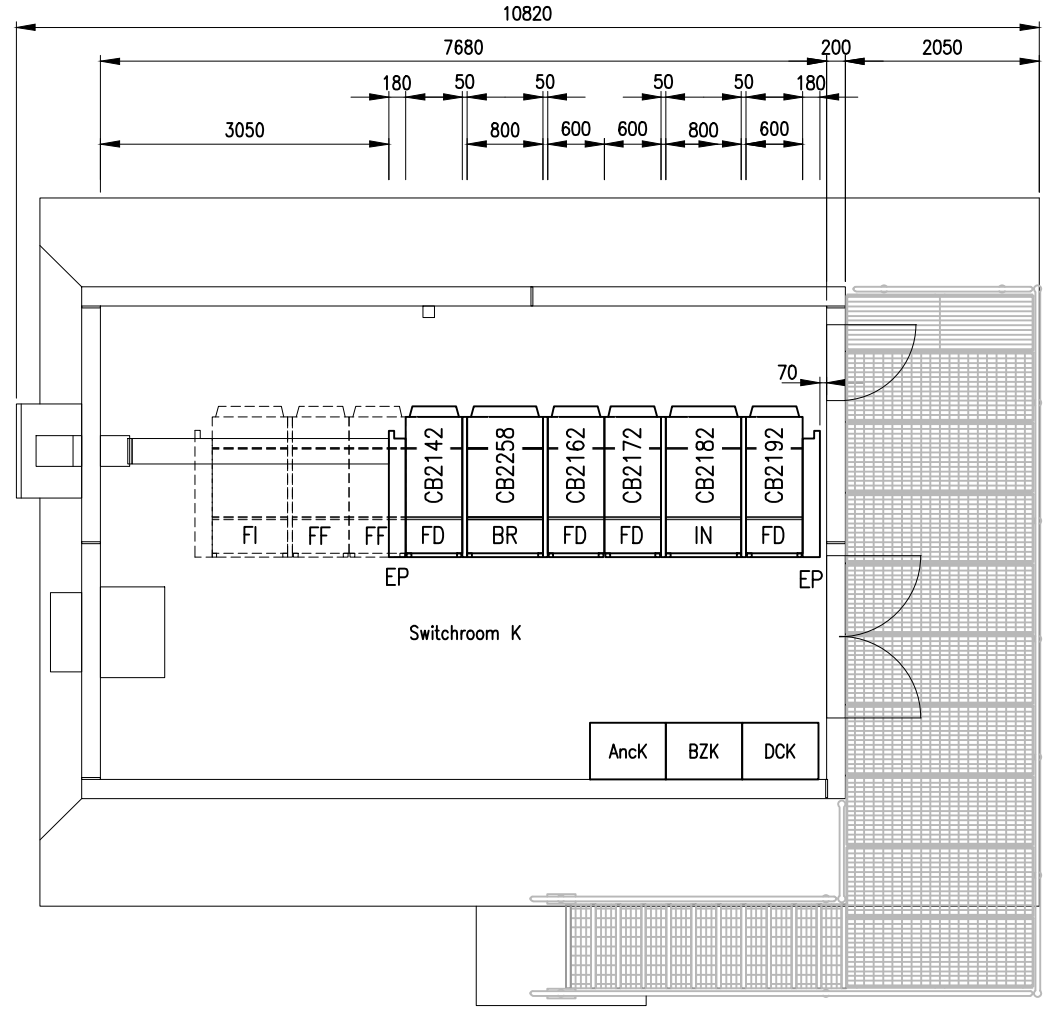 10820
7680 200 2050
180 50 50 50 50 180
3050 800 600 600 800 600
70
CB2142 CB2258 CB2162 CB2172 CB2182 CB2192
FI FF FF FD BR FD FD IN FD
EP EP
Switchroom K
AncK BZK DCK